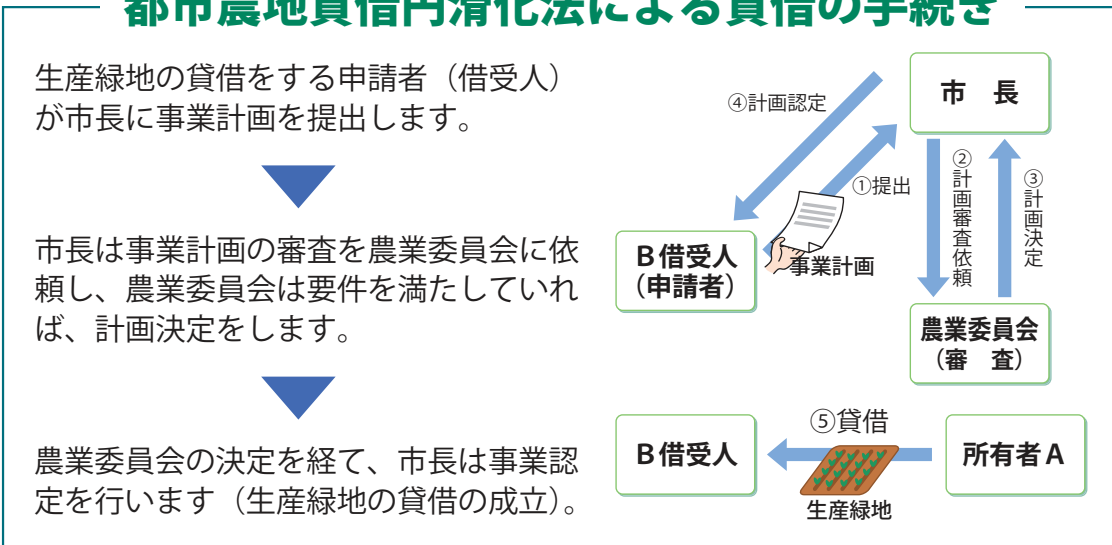 都市農地貸借円滑化法による貸借の手続き
生産緑地の貸借をする申請者（借受人）
が市長に事業計画を提出します。
市長は事業計画の審査を農業委員会に依
頼し、農業委員会は要件を満たしていれ
ば、計画決定をします。
農業委員会の決定を経て、市長は事業認
定を行います（生産緑地の貸借の成立）。
市　長
④計画認定
①提出
②計画審査依頼
③計画決定
B借受人
（申請者）
事業計画
農業委員会
（審　査）
B借受人
⑤貸借
所有者A
生産緑地